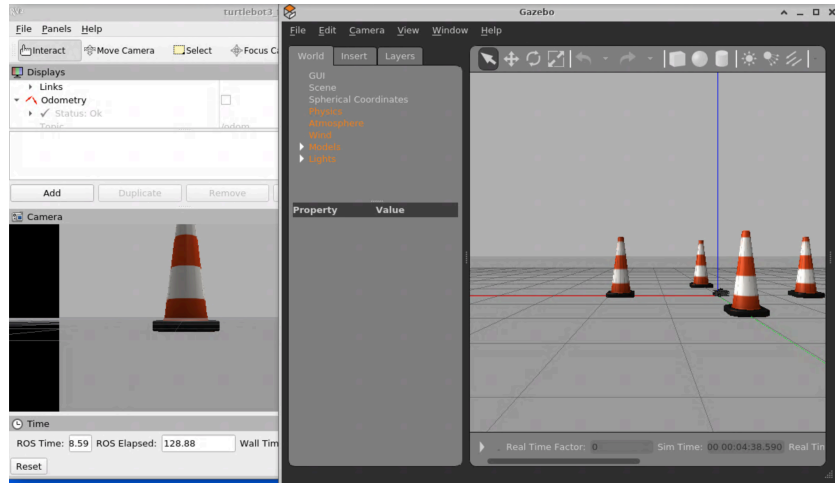 turtlebot3_
File Panels Help
Interact Move Camera Select Focus Ca
Displays
Links
Odometry
Status: Ok
Topic /odom
Add Duplicate Remove
Camera
Time
ROS Time: 8.59 ROS Elapsed: 128.88 Wall Tim
Reset
Gazebo
File Edit Camera View Window Help
World Insert Layers
GUI
Scene
Spherical Coordinates
Physics
Atmosphere
Wind
Models
Lights
Property Value
Real Time Factor: 0 Sim Time: 00 00:04:38.590 Real Tin